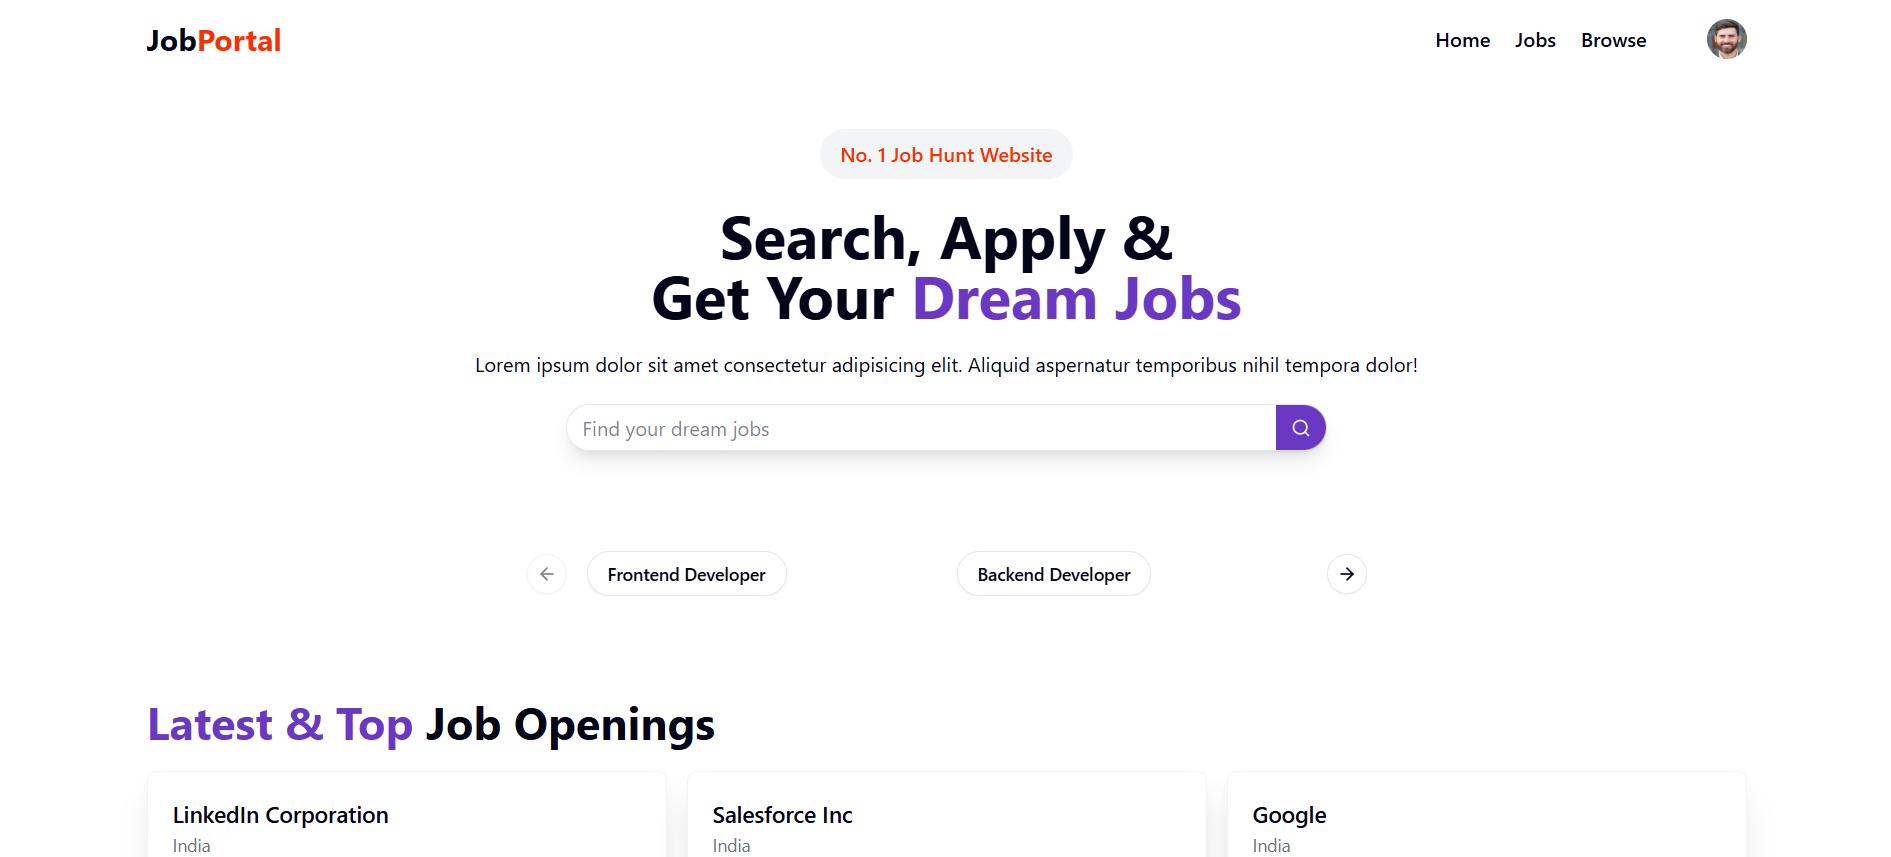 JobPortal
Home Jobs Browse
No. 1 Job Hunt Website
Search, Apply &
Get Your Dream Jobs
Lorem ipsum dolor sit amet consectetur adipisicing elit. Aliquid aspernatur temporibus nihil tempora dolor!
Find your dream jobs
Frontend Developer Backend Developer
Latest & Top Job Openings
LinkedIn Corporation Salesforce Inc Google
India India India